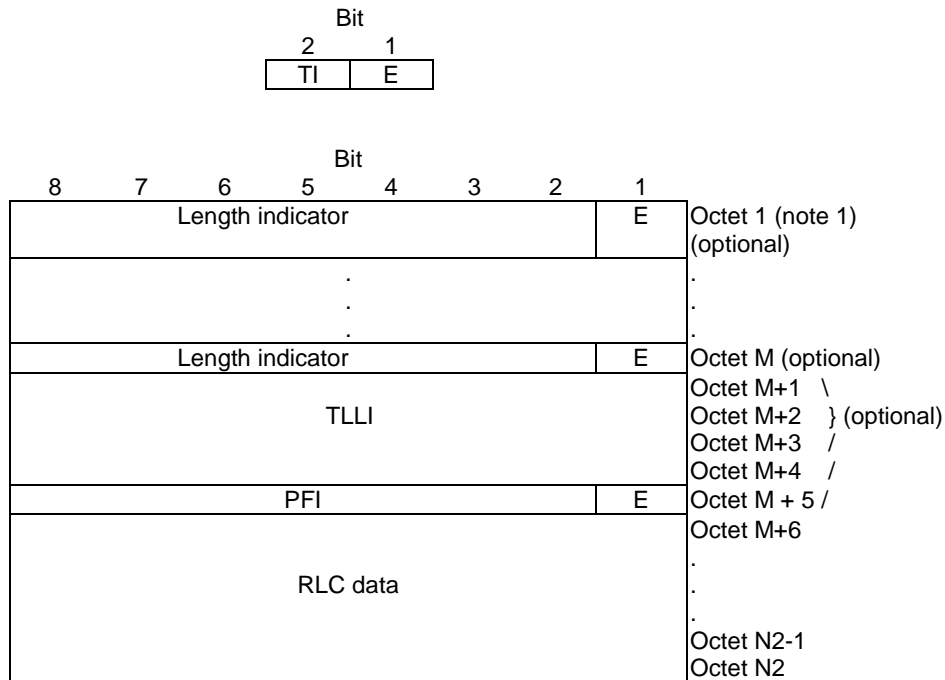 Bit
2 1
TI E
Bit
8 7 6 5 4 3 2 1
Length indicator E Octet 1 (note 1)
(optional)
. .
. .
. .
Length indicator E Octet M (optional)
Octet M+1 \
TLLI Octet M+2 } (optional)
Octet M+3 /
Octet M+4 /
PFI E Octet M + 5 /
Octet M+6
.
RLC data .
.
Octet N2-1
Octet N2